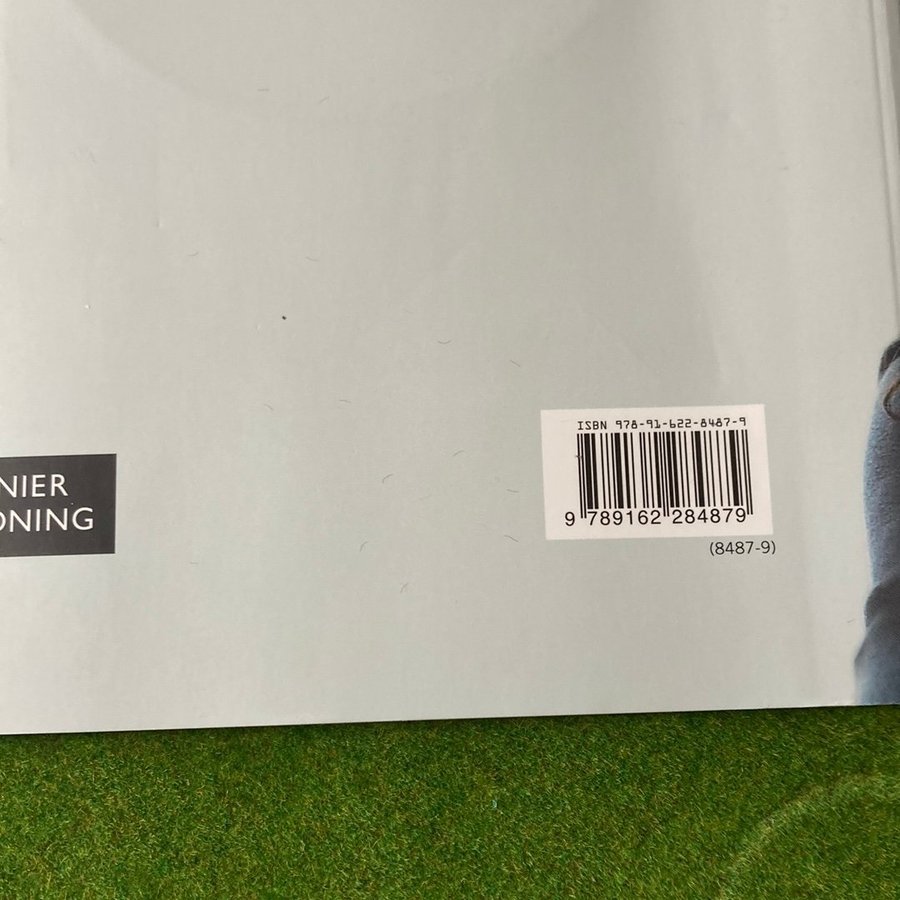 NIER
ONING
ISBN 978-91-622-8487-9
9 789162 284879
(8487-9)